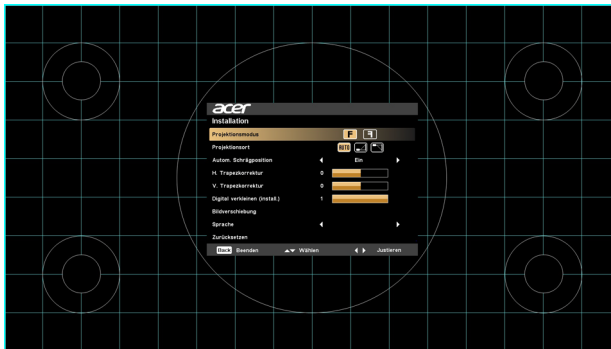 acer
Installation
Projektionsmodus F F
Projektionsort AUTO
Autom. Schrägposition Ein
H. Trapezkorrektur 0
V. Trapezkorrektur 0
Digital verkleinen (install.) 1
Bildverschiebung
Sprache
Zurücksetzen
Back Beenden Wählen Justieren